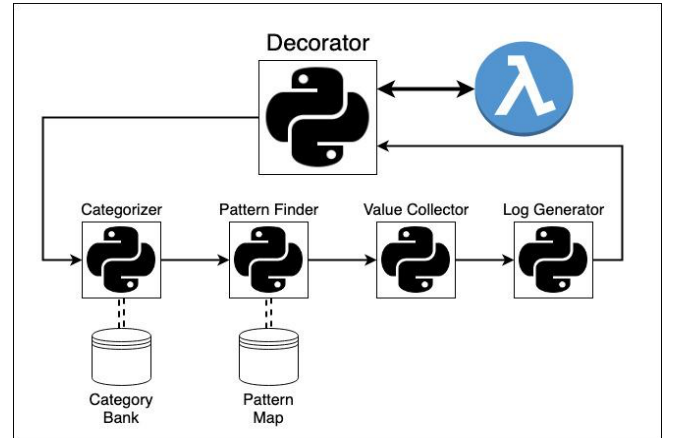 Decorator
Categorizer
Pattern Finder
Value Collector
Log Generator
Category
Bank
Pattern
Map